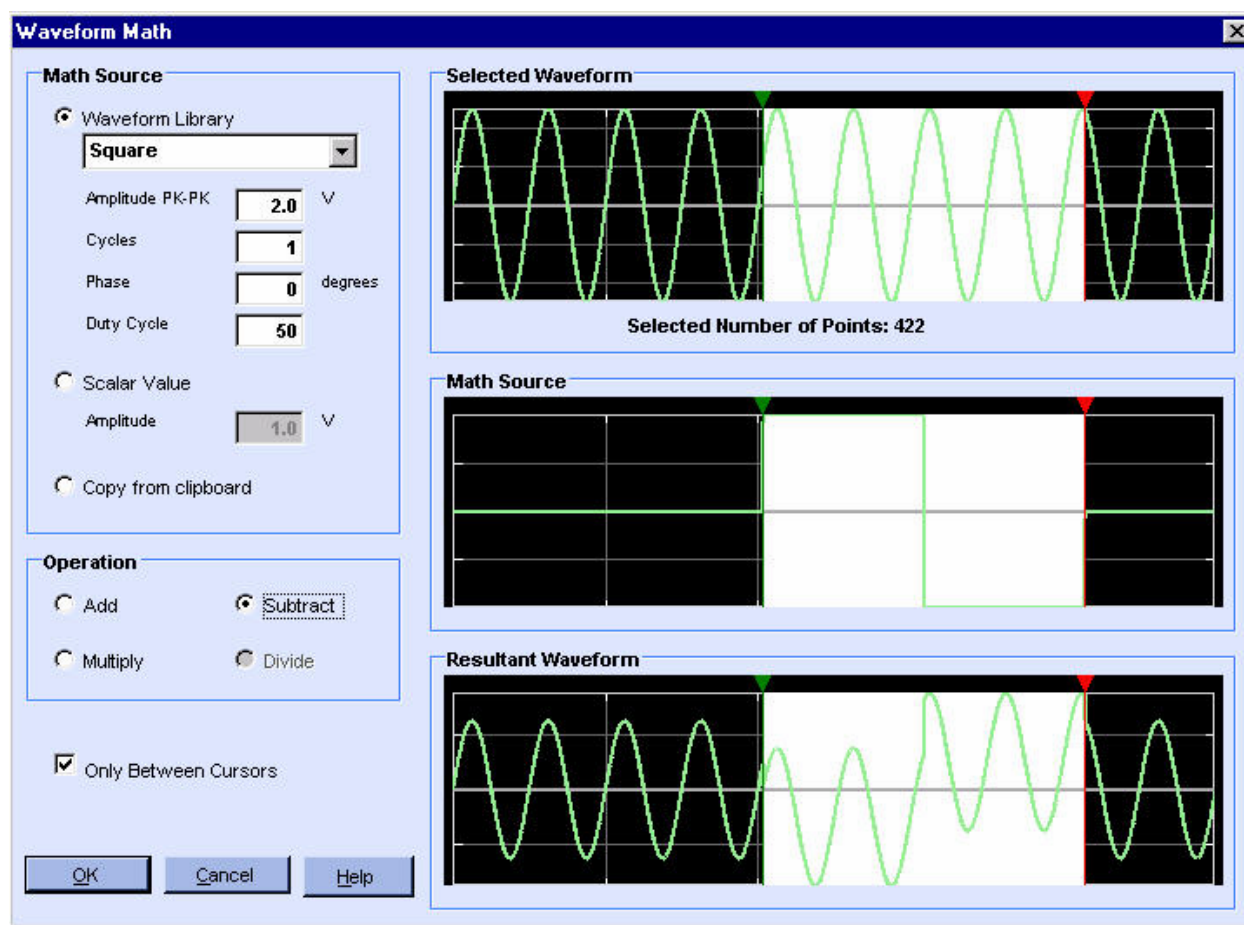 Waveform Math
Math Source
Waveform Library
Square
Amplitude PK-PK 2.0 V
Cycles 1
Phase 0 degrees
Duty Cycle 50
Scalar Value
Amplitude 1.0 V
Copy from clipboard
Operation
Add Subtract
Multiply Divide
Only Between Cursors
OK Cancel Help
Selected Waveform
Selected Number of Points: 422
Math Source
Resultant Waveform